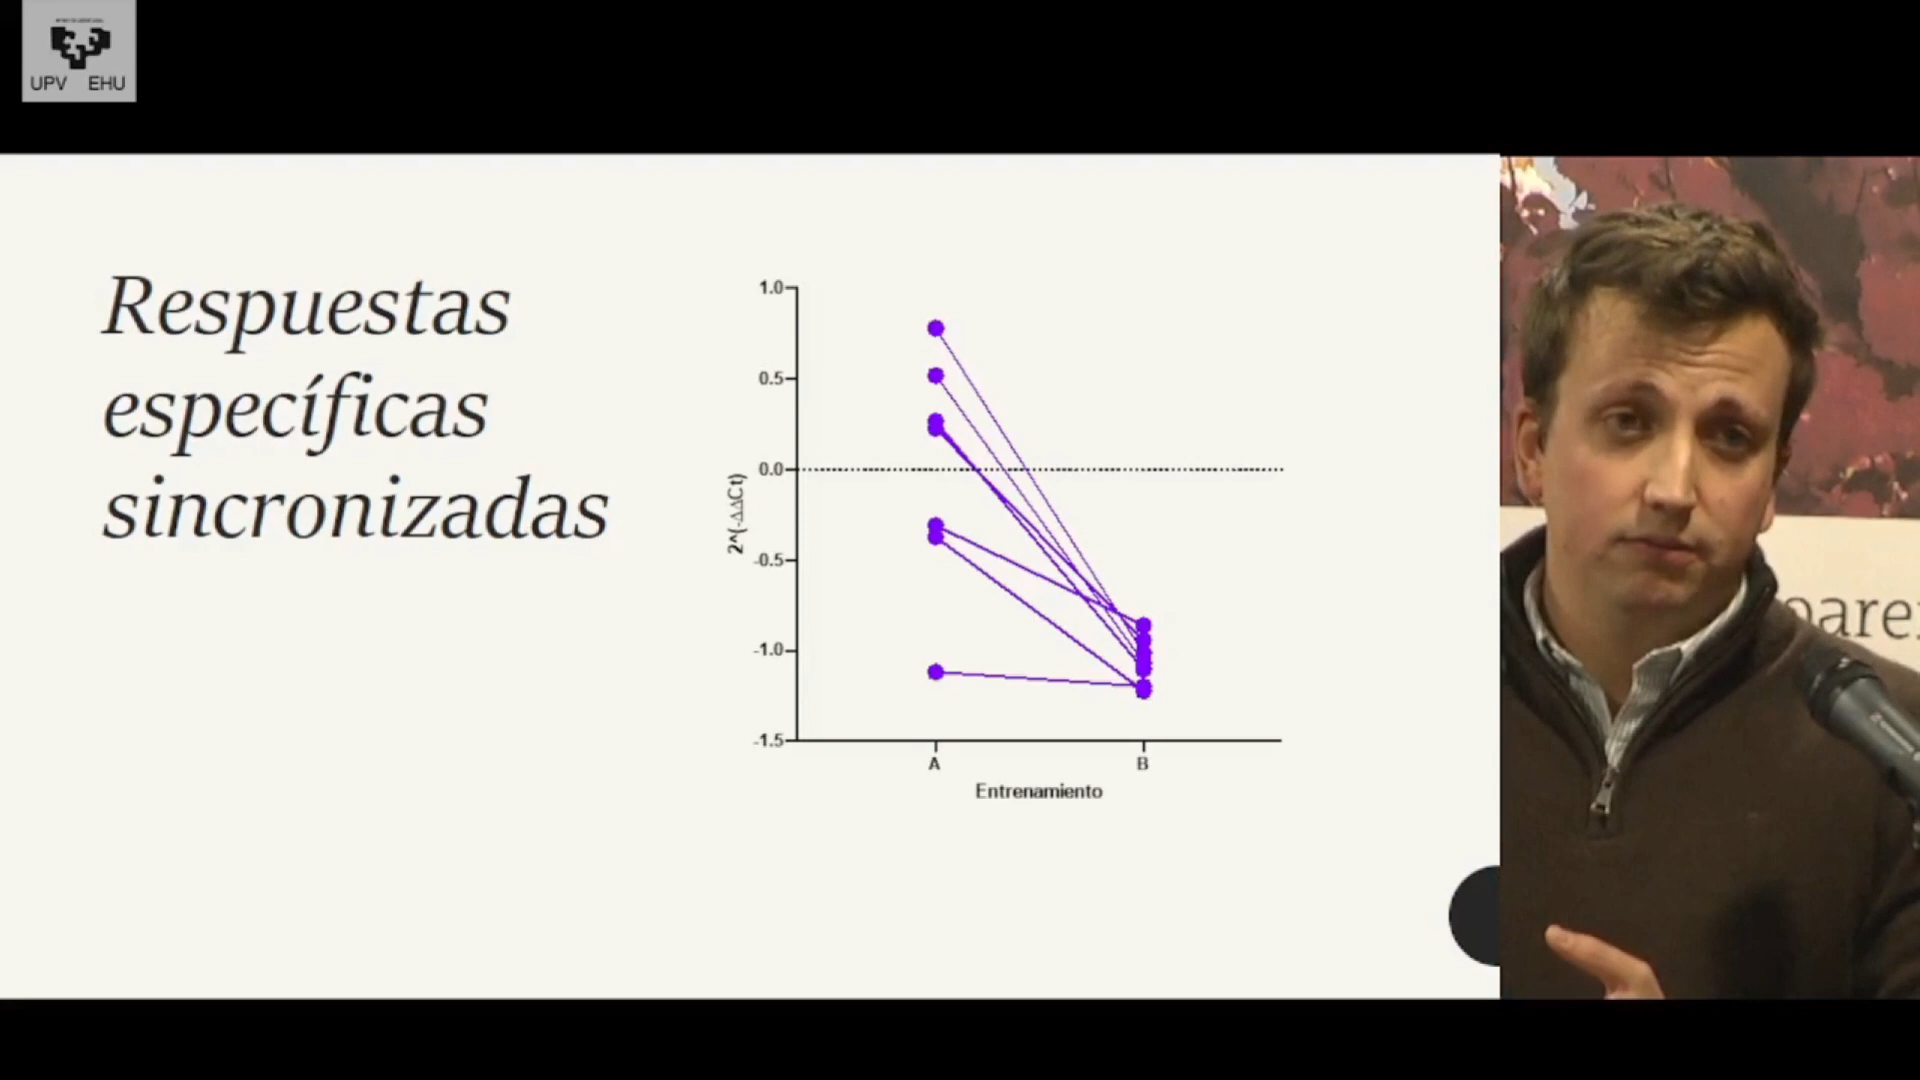 UPV EHU
Respuestas
específicas
sincronizadas
1.0
0.5
0.0
-0.5
-1.0
-1.5
2^(-ΔΔCt)
A B
Entrenamiento